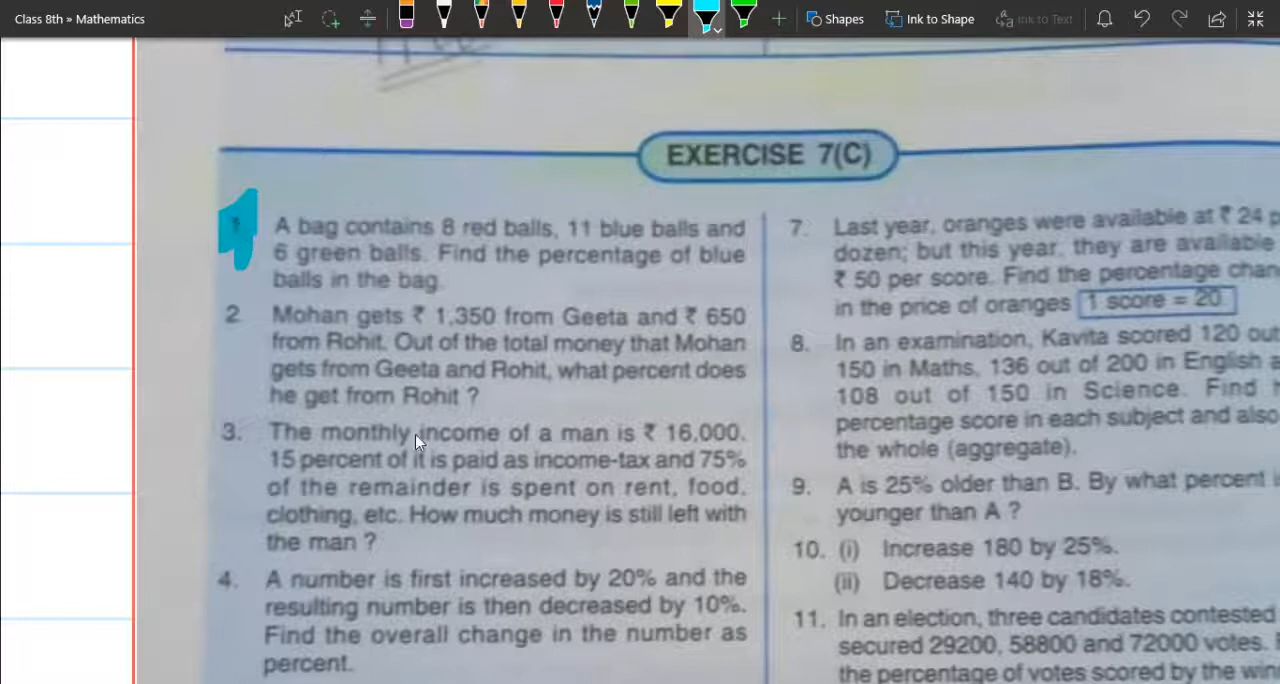 Class 8th » Mathematics
Shapes
Ink to Shape
Ink to Text
EXERCISE 7(C)
1. A bag contains 8 red balls, 11 blue balls and
6 green balls. Find the percentage of blue
balls in the bag.
2. Mohan gets ₹ 1,350 from Geeta and ₹ 650
from Rohit. Out of the total money that Mohan
gets from Geeta and Rohit, what percent does
he get from Rohit ?
3. The monthly income of a man is ₹ 16,000.
15 percent of it is paid as income-tax and 75%
of the remainder is spent on rent, food,
clothing, etc. How much money is still left with
the man ?
4. A number is first increased by 20% and the
resulting number is then decreased by 10%.
Find the overall change in the number as
percent.
7. Last year, oranges were available at ₹ 24
dozen; but this year, they are available
₹ 50 per score. Find the percentage
in the price of oranges 1 score = 20
8. In an examination, Kavita scored 120 out
150 in Maths, 136 out of 200 in English
108 out of 150 in Science. Find
percentage score in each subject and also
the whole (aggregate).
9. A is 25% older than B. By what percent
younger than A ?
10. (i) Increase 180 by 25%.
(ii) Decrease 140 by 18%.
11. In an election, three candidates contested
secured 29200, 58800 and 72000 votes.
the percentage of votes scored by the